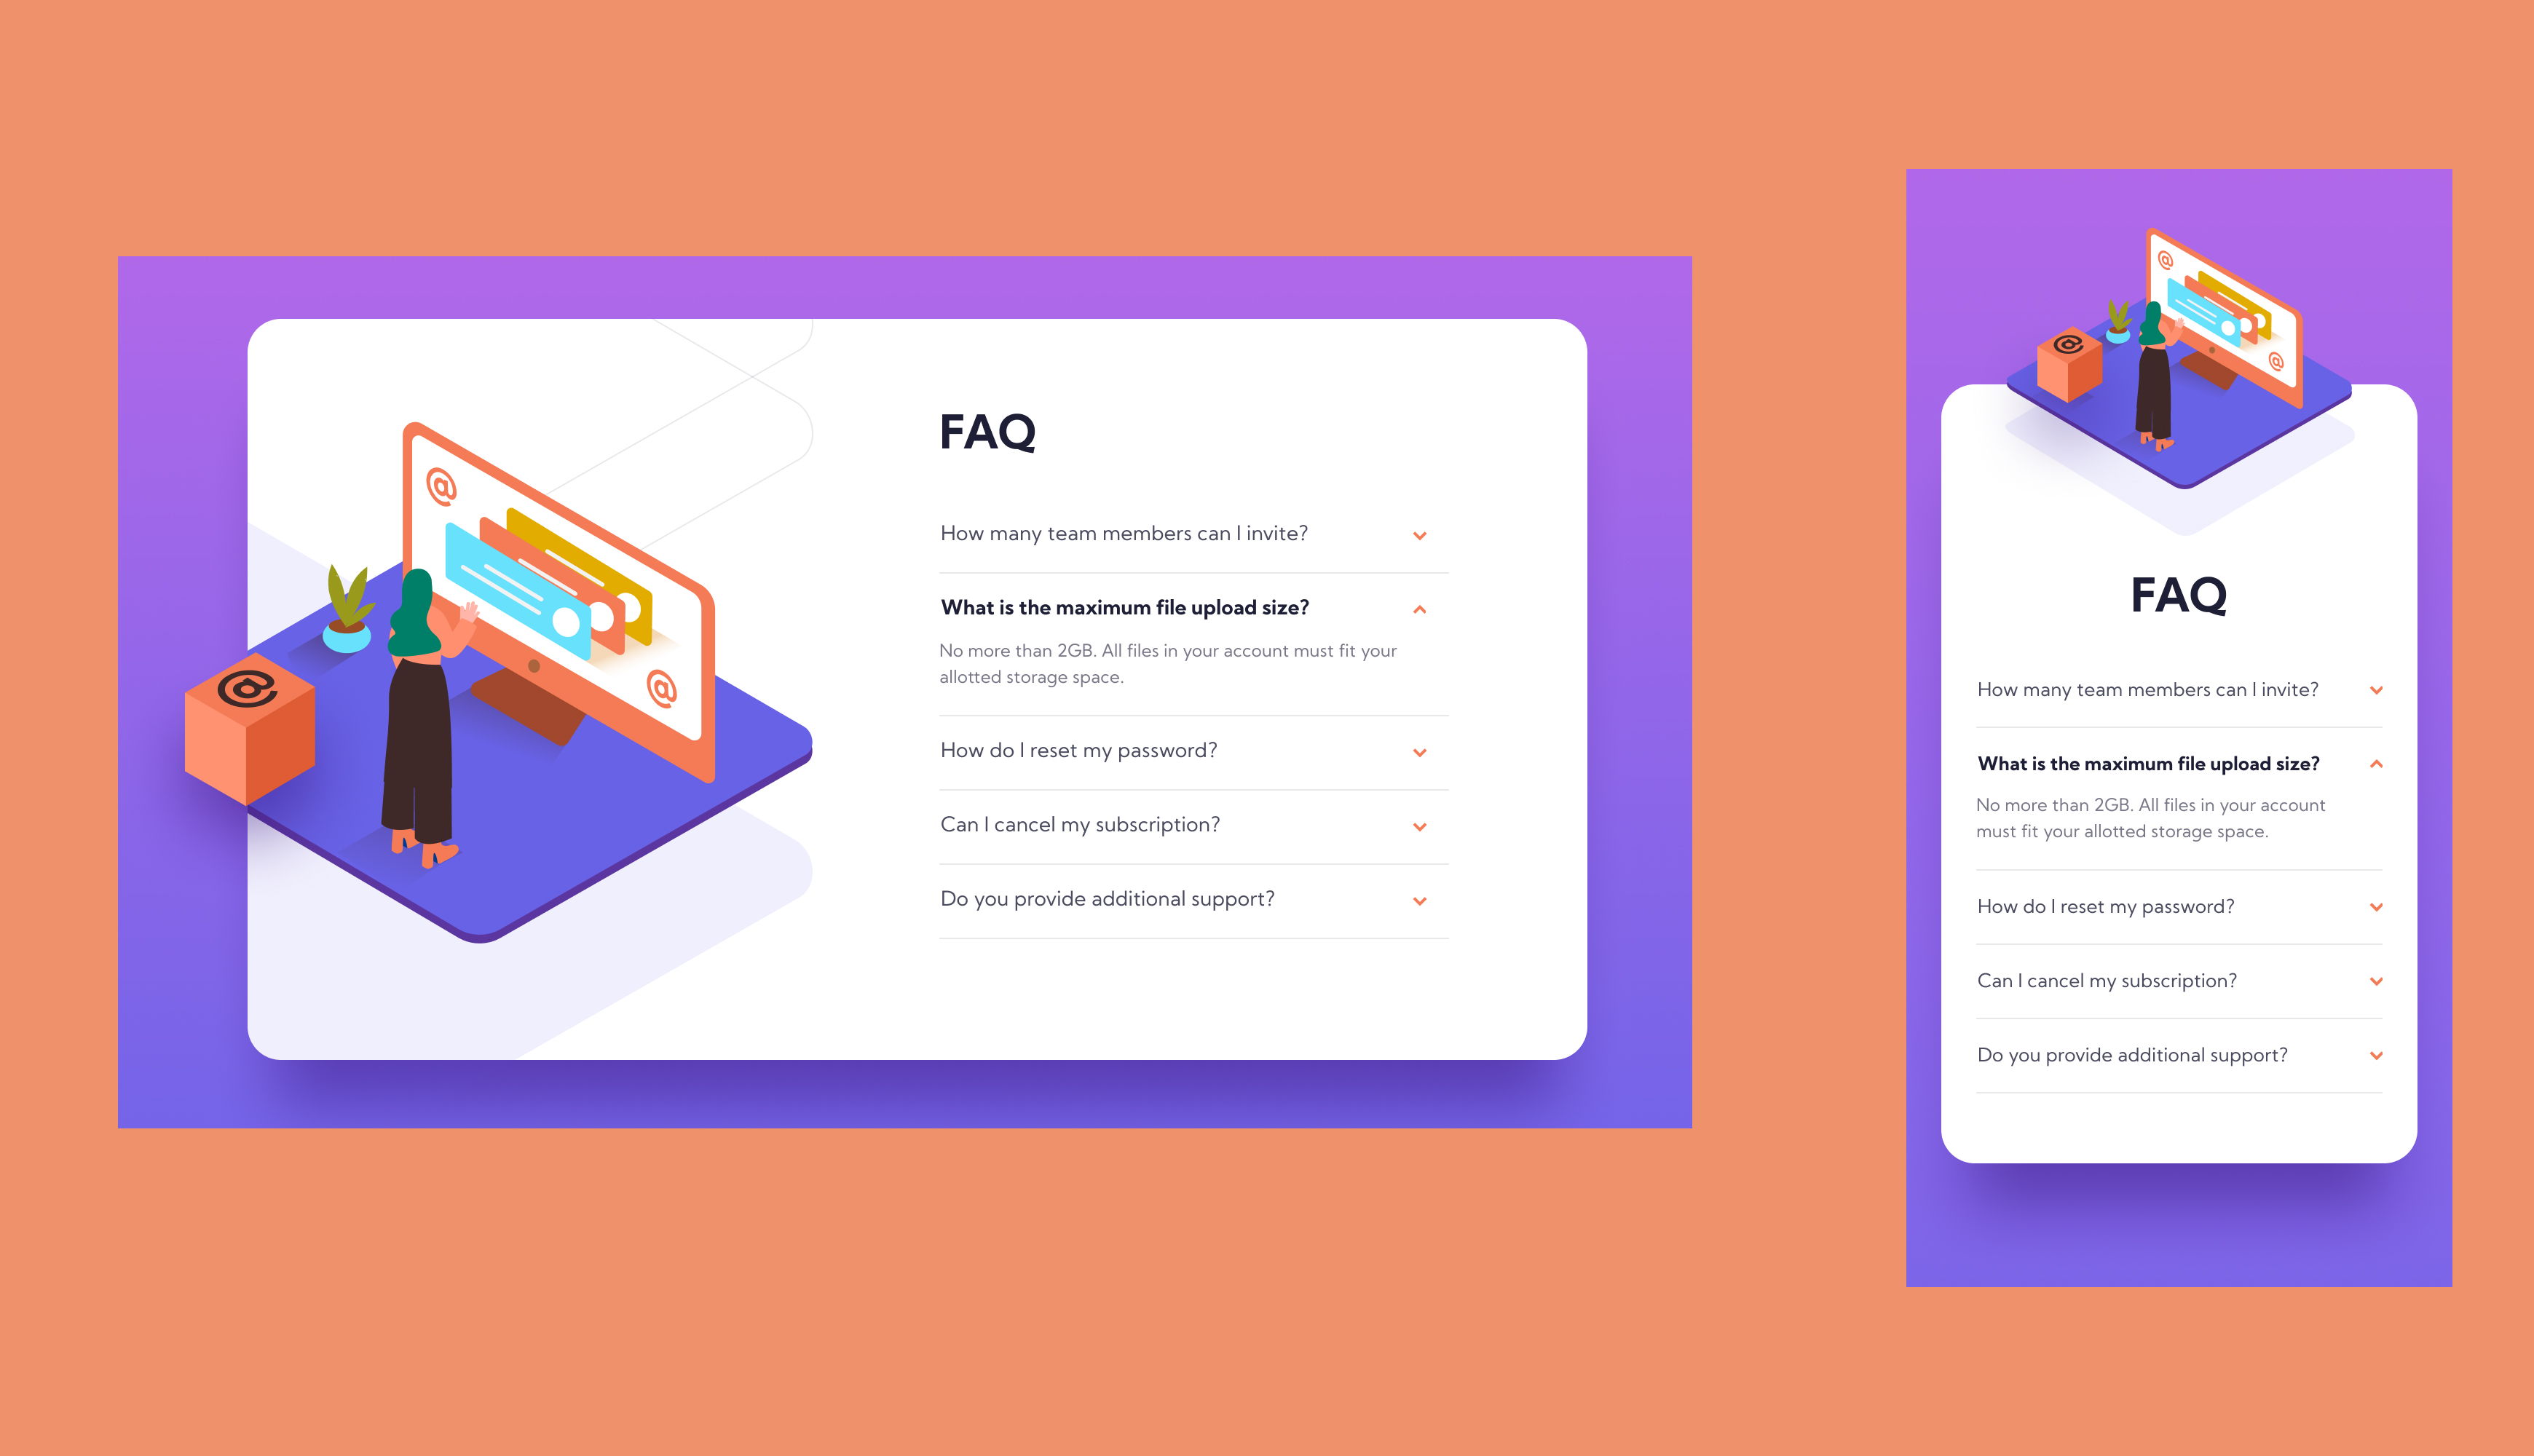 FAQ
How many team members can I invite?
What is the maximum file upload size?
No more than 2GB. All files in your account must fit your
allotted storage space.
How do I reset my password?
Can I cancel my subscription?
Do you provide additional support?
@
@
@
@
@
@
FAQ
How many team members can I invite?
What is the maximum file upload size?
No more than 2GB. All files in your account
must fit your allotted storage space.
How do I reset my password?
Can I cancel my subscription?
Do you provide additional support?